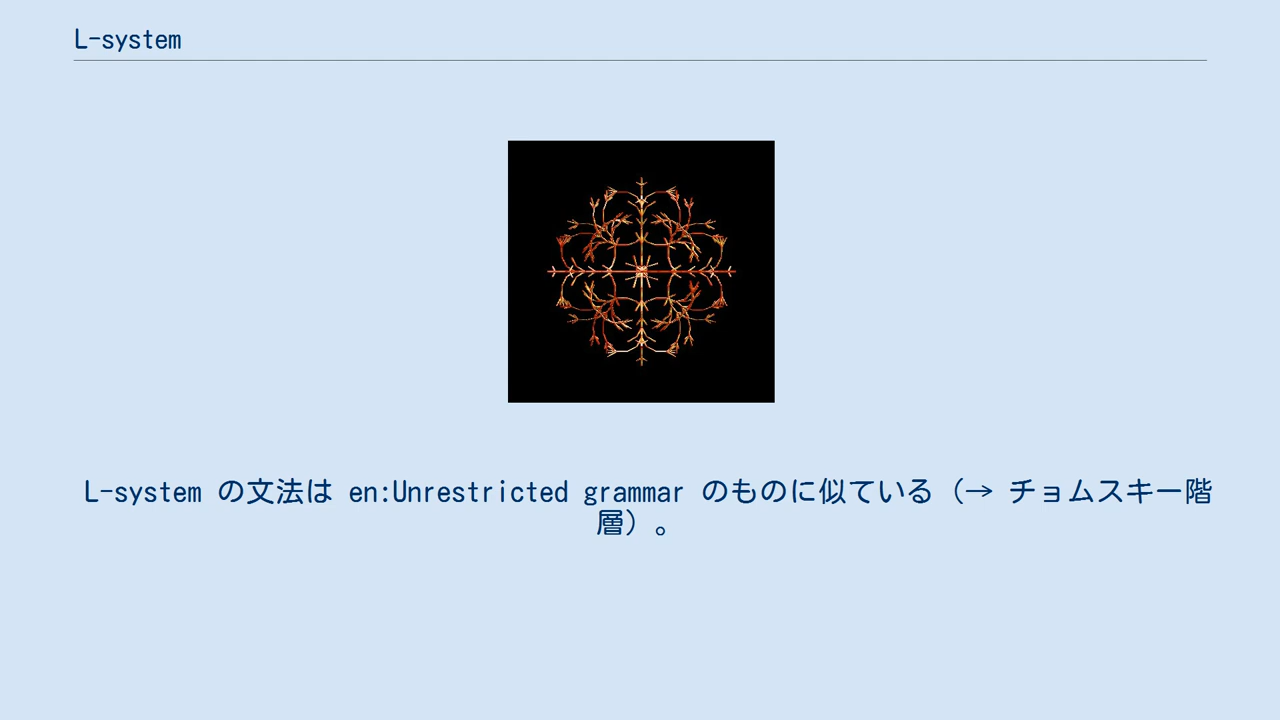 L-system
L-system の文法は en:Unrestricted grammar のものに似ている（→ チョムスキー階
層）。